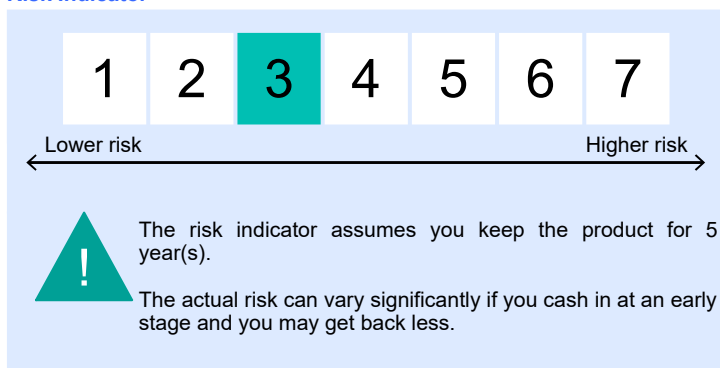 1 2 3 4 5 6 7
Lower risk Higher risk
!
The risk indicator assumes you keep the product for 5
year(s).
The actual risk can vary significantly if you cash in at an early
stage and you may get back less.